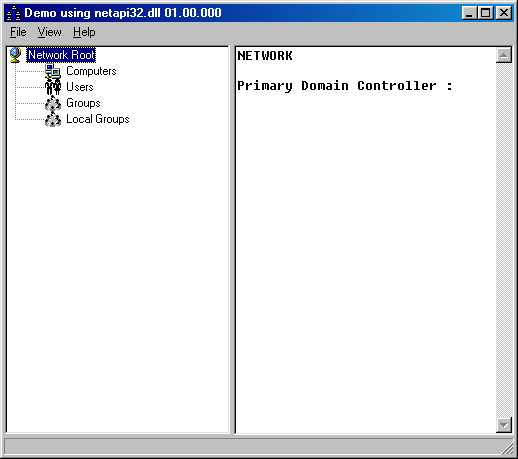 Demo using netapi32.dll 01.00.000
File View Help
Network Root
Computers
Users
Groups
Local Groups
NETWORK
Primary Domain Controller :